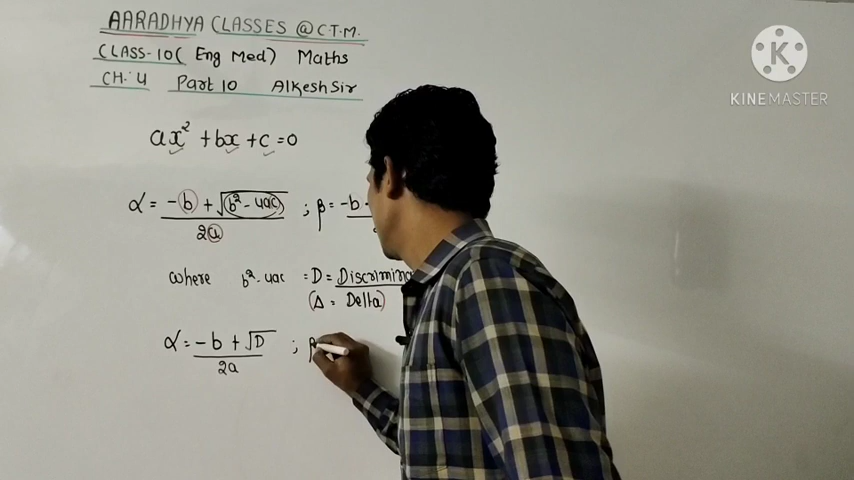 AARADHYA CLASSES @ C.T.M.
CLASS-10 ( Eng Med) Maths
CH. 4 Part 10 Alkesh Sir
KINEMASTER
ax² + bx + c = 0
α = -b + √(b² - 4ac) / 2a ; β = -b
where b² - 4ac = D =
(Δ = Delta)
α = -b + √D / 2a ; β